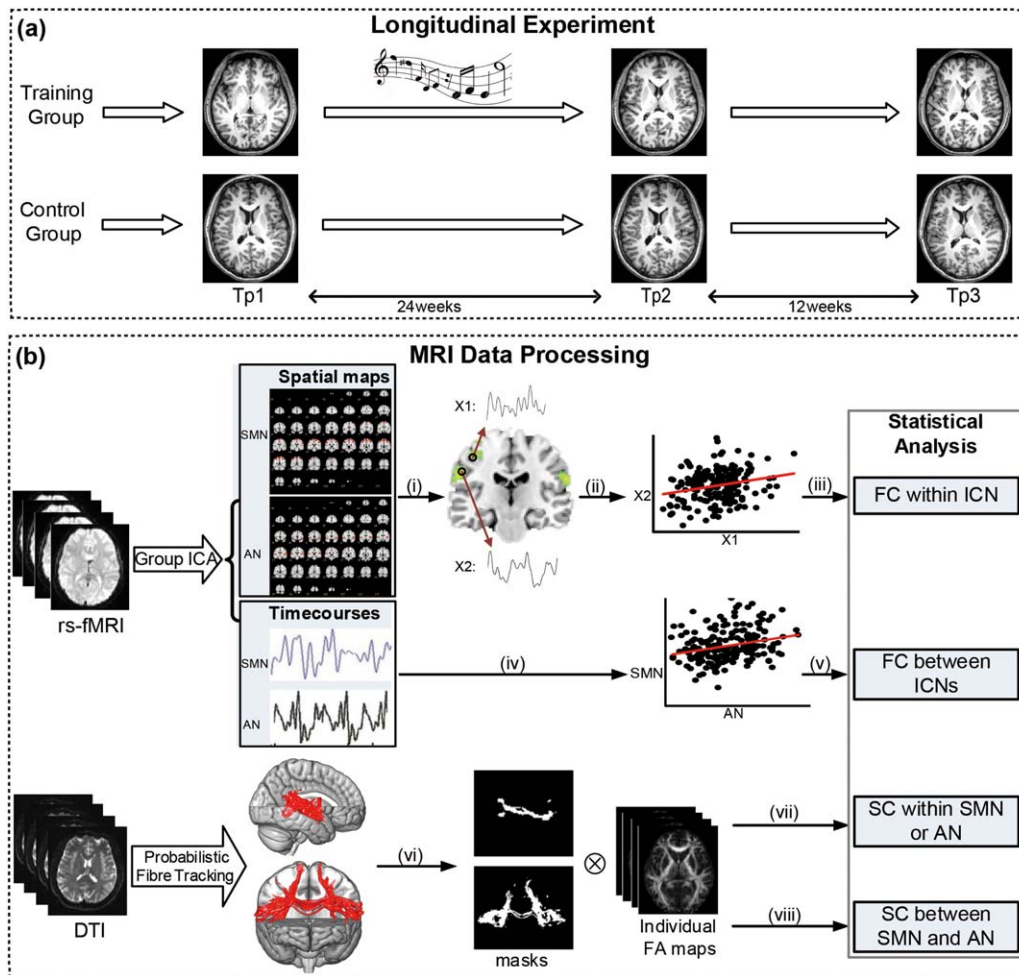 (a)
Longitudinal Experiment
Training
Group
Control
Group
Tp1
24weeks
Tp2
12weeks
Tp3
(b)
MRI Data Processing
Spatial maps
SMN
AN
Timecourses
SMN
AN
rs-fMRI
Group ICA
(i)
X1:
X2:
(ii)
X2
X1
(iii)
Statistical
Analysis
FC within ICN
(iv)
SMN
AN
(v)
FC between
ICNs
DTI
Probabilistic
Fibre Tracking
(vi)
masks
⊗
Individual
FA maps
(vii)
SC within SMN
or AN
(viii)
SC between
SMN and AN